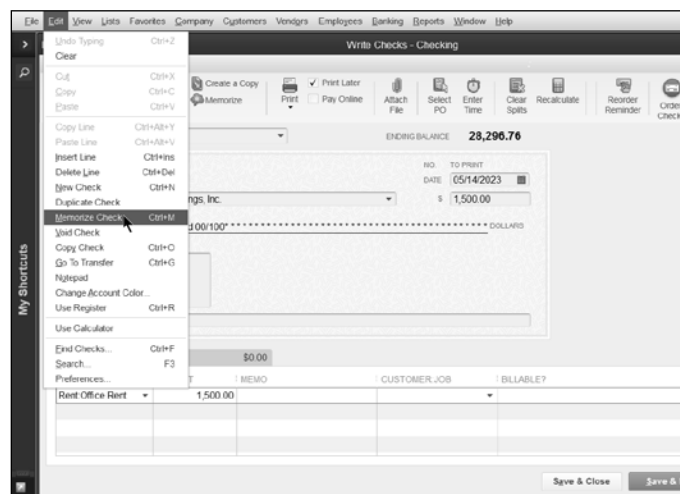 File Edit View Lists Favorites Company Customers Vendors Employees Banking Reports Window Help
Write Checks - Checking
Undo Typing Ctrl+Z
Clear
Cut Ctrl+X
Copy Ctrl+C
Paste Ctrl+V
Copy Line Ctrl+Alt+Y
Paste Line Ctrl+Alt+V
Insert Line Ctrl+Ins
Delete Line Ctrl+Del
New Check Ctrl+N
Duplicate Check
Memorize Check Ctrl+M
Void Check
Copy Check Ctrl+O
Go To Transfer Ctrl+G
Notepad
Change Account Color...
Use Register Ctrl+R
Use Calculator
Find Checks... Ctrl+F
Search... F3
Preferences...
Create a Copy
Memorize
Print
Print Later
Pay Online
Attach File
Select PO
Enter Time
Clear Splits
Recalculate
Reorder Reminder
Order Check
ENDING BALANCE 28,296.76
NO. TO PRINT
DATE 05/14/2023
ngs, Inc. $ 1,500.00
d 00/100* * * * * * * * * * * * * * * * * * * * * * * * * * * * * * * * * * * * * * DOLLARS
My Shortcuts
$0.00
T MEMO CUSTOMER:JOB BILLABLE?
Rent:Office Rent 1,500.00
Save & Close Save &